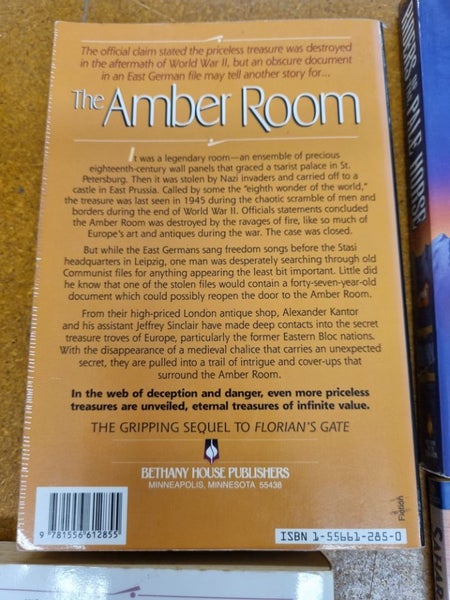 The official claim stated the priceless treasure was destroyed
in the aftermath of World War II, but an obscure document
in an East German file may tell another story for...
The Amber Room
It was a legendary room—an ensemble of precious
eighteenth-century wall panels that graced a tsarist palace in St.
Petersburg. Then it was stolen by Nazi invaders and carried off to a
castle in East Prussia. Called by some the "eighth wonder of the world,"
the treasure was last seen in 1945 during the chaotic scramble of men and
borders during the end of World War II. Officials statements concluded
the Amber Room was destroyed by the ravages of fire, like so much of
Europe's art and antiques during the war. The case was closed.
But while the East Germans sang freedom songs before the Stasi
headquarters in Leipzig, one man was desperately searching through old
Communist files for anything appearing the least bit important. Little did
he know that one of the stolen files would contain a forty-seven-year-old
document which could possibly reopen the door to the Amber Room.
From their high-priced London antique shop, Alexander Kantor
and his assistant Jeffrey Sinclair have made deep contacts into the secret
treasure troves of Europe, particularly the former Eastern Bloc nations.
With the disappearance of a medieval chalice that carries an unexpected
secret, they are pulled into a trail of intrigue and cover-ups that
surround the Amber Room.
In the web of deception and danger, even more priceless
treasures are unveiled, eternal treasures of infinite value.
THE GRIPPING SEQUEL TO FLORIAN'S GATE
BETHANY HOUSE PUBLISHERS
MINNEAPOLIS, MINNESOTA 55438
Fiction
9 781556 612855
ISBN 1-55661-285-0
PALE HORSE
SAHAR